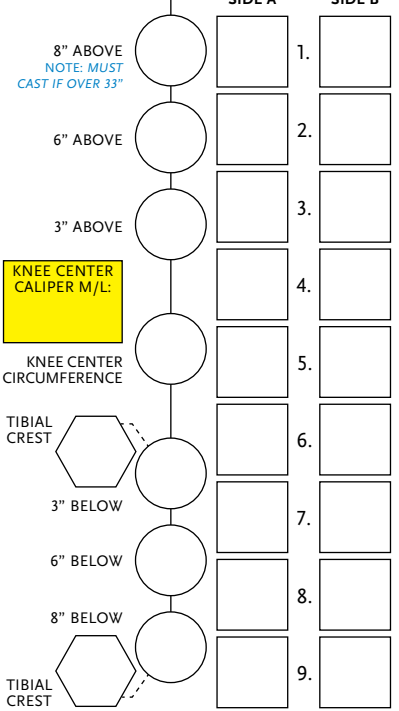 SIDE A SIDE B
8” ABOVE
NOTE: MUST
CAST IF OVER 33”
1.
6” ABOVE
2.
3” ABOVE
3.
KNEE CENTER
CALIPER M/L:
4.
KNEE CENTER
CIRCUMFERENCE
5.
TIBIAL
CREST
6.
3” BELOW
7.
6” BELOW
8” BELOW
8.
TIBIAL
CREST
9.